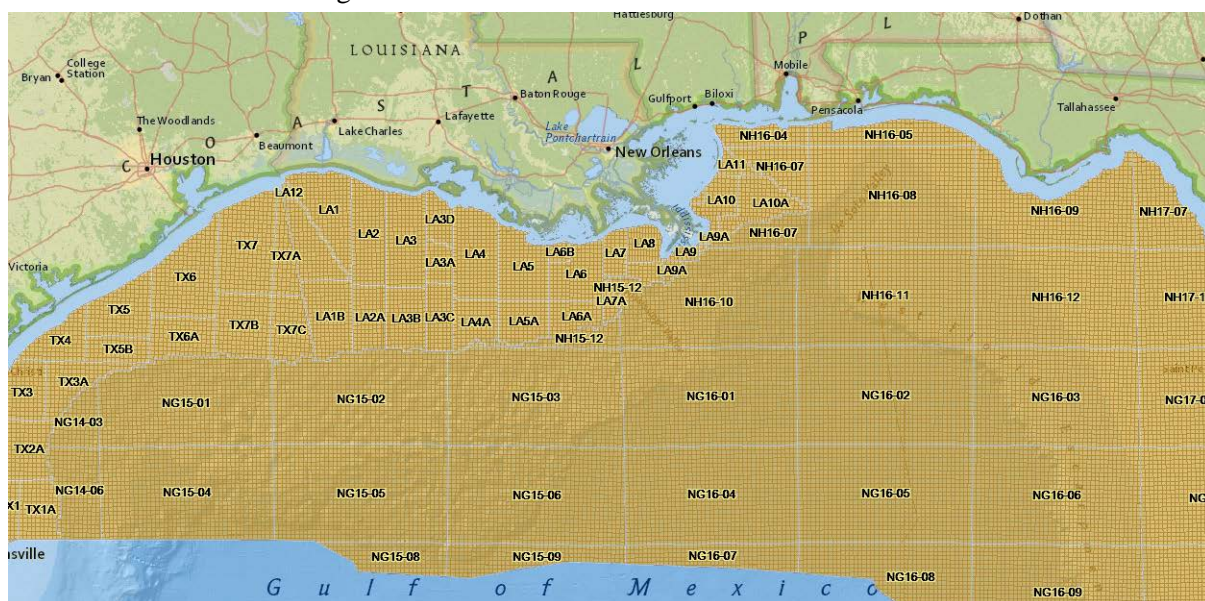 Hattiesburg
Dothan
LOUISIANA
P L
College
Station
Bryan
A
L
Mobile
Baton Rouge
Gulfport
Biloxi
Pensacola
Tallahassee
T
S
The Woodlands
A
Lake Charles
Lafayette
Lake
Pontchartrain
NH16-04
NH16-05
O
Beaumont
New Orleans
C
Houston
LA11
NH16-07
LA12
LA10
LA10A
NH16-08
LA1
LA3D
NH16-09
NH17-07
LA2
LA3
LA9A
NH16-07
TX7
TX7A
LA4
LA6B
LA7
LA8
LA9
Victoria
LA3A
LA5
LA6
LA9A
TX6
NH15-12
LA7A
NH16-10
NH16-11
NH16-12
NH17-1
TX5
TX6A
TX7B
TX7C
LA1B
LA2A
LA3B
LA3C
LA4A
LA5A
LA6A
TX4
TX5B
NH15-12
TX3
TX3A
NG15-01
NG15-02
NG15-03
NG16-01
NG16-02
NG16-03
NG17-0
NG14-03
TX2A
NG14-06
NG15-04
NG15-05
NG15-06
NG16-04
NG16-05
NG16-06
NG
X1
TX1A
nsville
NG15-08
NG15-09
NG16-07
NG16-08
NG16-09
Gulf of Mexico